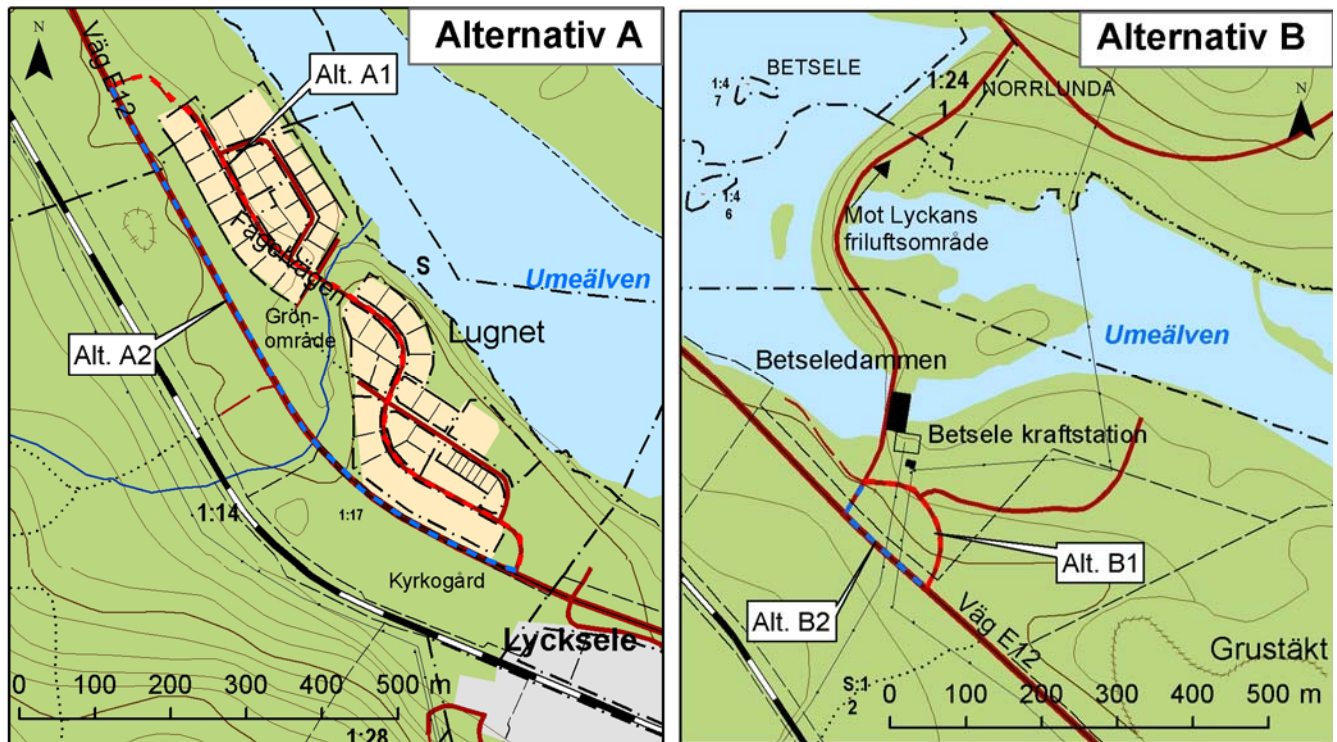 Alternativ A
N
Väg E12
Alt. A1
Fågelvägen
S
Umeälven
Grön-
område
Lugnet
Alt. A2
1:14
1:17
Kyrkogård
Lycksele
0 100 200 300 400 500 m
1:28
Alternativ B
BETSELE
1:4
7
1:24
1
NORRLUNDA
N
1:4
6
Mot Lyckans
friluftsområde
Umeälven
Betseledammen
Betsele kraftstation
Alt. B1
Alt. B2
Väg E12
Grustäkt
S:1
2
0 100 200 300 400 500 m